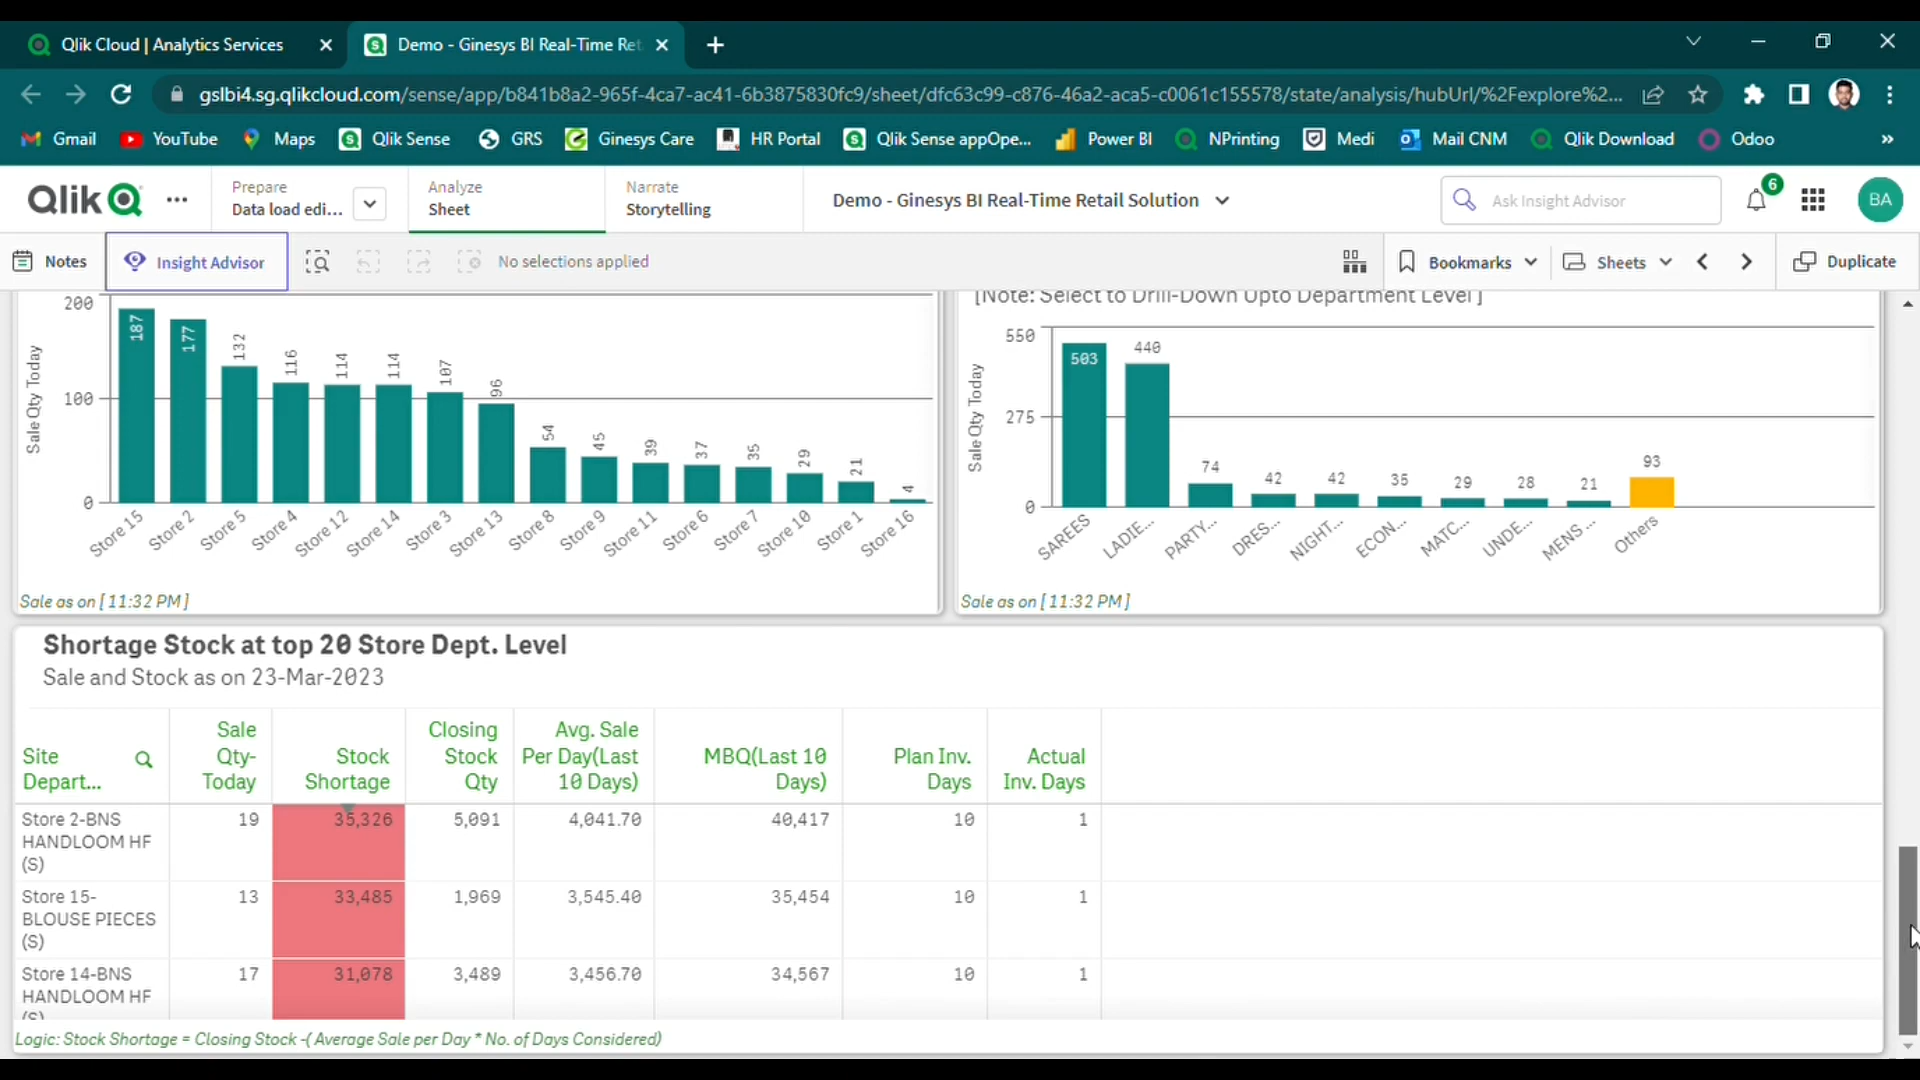 Qlik Cloud | Analytics Services
Demo - Ginesys BI Real-Time Ret
gslbi4.sg.qlikcloud.com/sense/app/b841b8a2-965f-4ca7-ac41-6b3875830fc9/sheet/dfc63c99-c876-46a2-aca5-c0061c155578/state/analysis/hubUrl/%2Fexplore%2...
Gmail YouTube Maps Qlik Sense GRS Ginesys Care HR Portal Qlik Sense appOpe... Power BI NPrinting Medi Mail CNM Qlik Download Odoo »
Qlik
Prepare
Data load edi...
Analyze
Sheet
Narrate
Storytelling
Demo - Ginesys BI Real-Time Retail Solution
Ask Insight Advisor
6
BA
Notes
Insight Advisor
No selections applied
Bookmarks
Sheets
Duplicate
Sale Qty Today
200
100
0
187 177 132 116 114 114 107 96 54 45 39 37 35 29 21 4
Store 15 Store 2 Store 5 Store 4 Store 12 Store 14 Store 3 Store 13 Store 8 Store 9 Store 11 Store 6 Store 7 Store 10 Store 1 Store 16
Sale as on [ 11:32 PM ]
[Note: Select to Drill-Down Upto Department Level ]
Sale Qty Today
550
275
0
503 440 74 42 42 35 29 28 21 93
SAREES LADIE... PARTY... DRES... NIGHT... ECON... MATC... UNDE... MENS ... Others
Sale as on [ 11:32 PM ]
Shortage Stock at top 20 Store Dept. Level
Sale and Stock as on 23-Mar-2023
Site
Depart...
Sale
Qty-
Today
Stock
Shortage
Closing
Stock
Qty
Avg. Sale
Per Day(Last
10 Days)
MBQ(Last 10
Days)
Plan Inv.
Days
Actual
Inv. Days
Store 2-BNS
HANDLOOM HF
(S)
19 35,326 5,091 4,041.70 40,417 10 1
Store 15-
BLOUSE PIECES
(S)
13 33,485 1,969 3,545.40 35,454 10 1
Store 14-BNS
HANDLOOM HF
(S)
17 31,078 3,489 3,456.70 34,567 10 1
Logic: Stock Shortage = Closing Stock -( Average Sale per Day * No. of Days Considered)